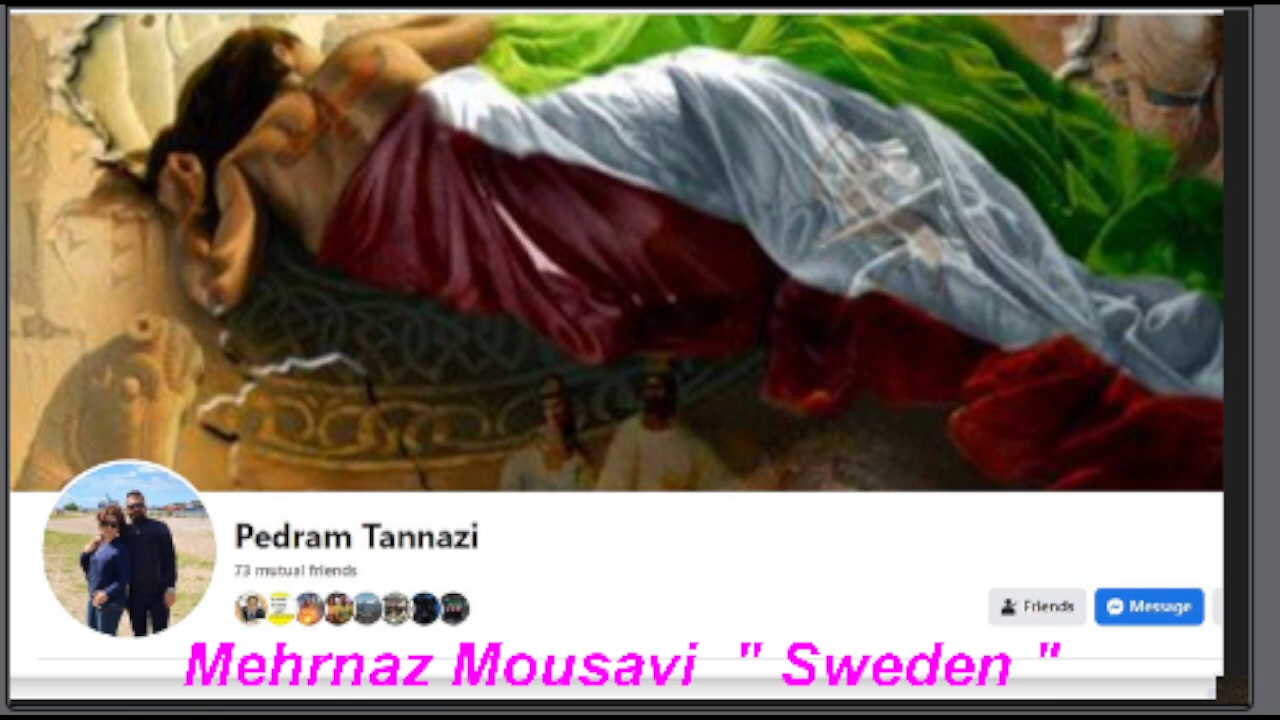 Pedram Tannazi
73 mutual friends
Friends
Message
Mehrnaz Mousavi " Sweden "